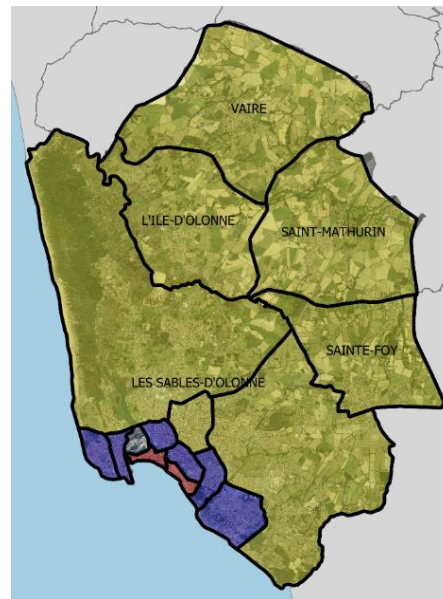 VAIRE
L'ILE-D'OLONNE
SAINT-MATHURIN
SAINTE-FOY
LES SABLES-D'OLONNE